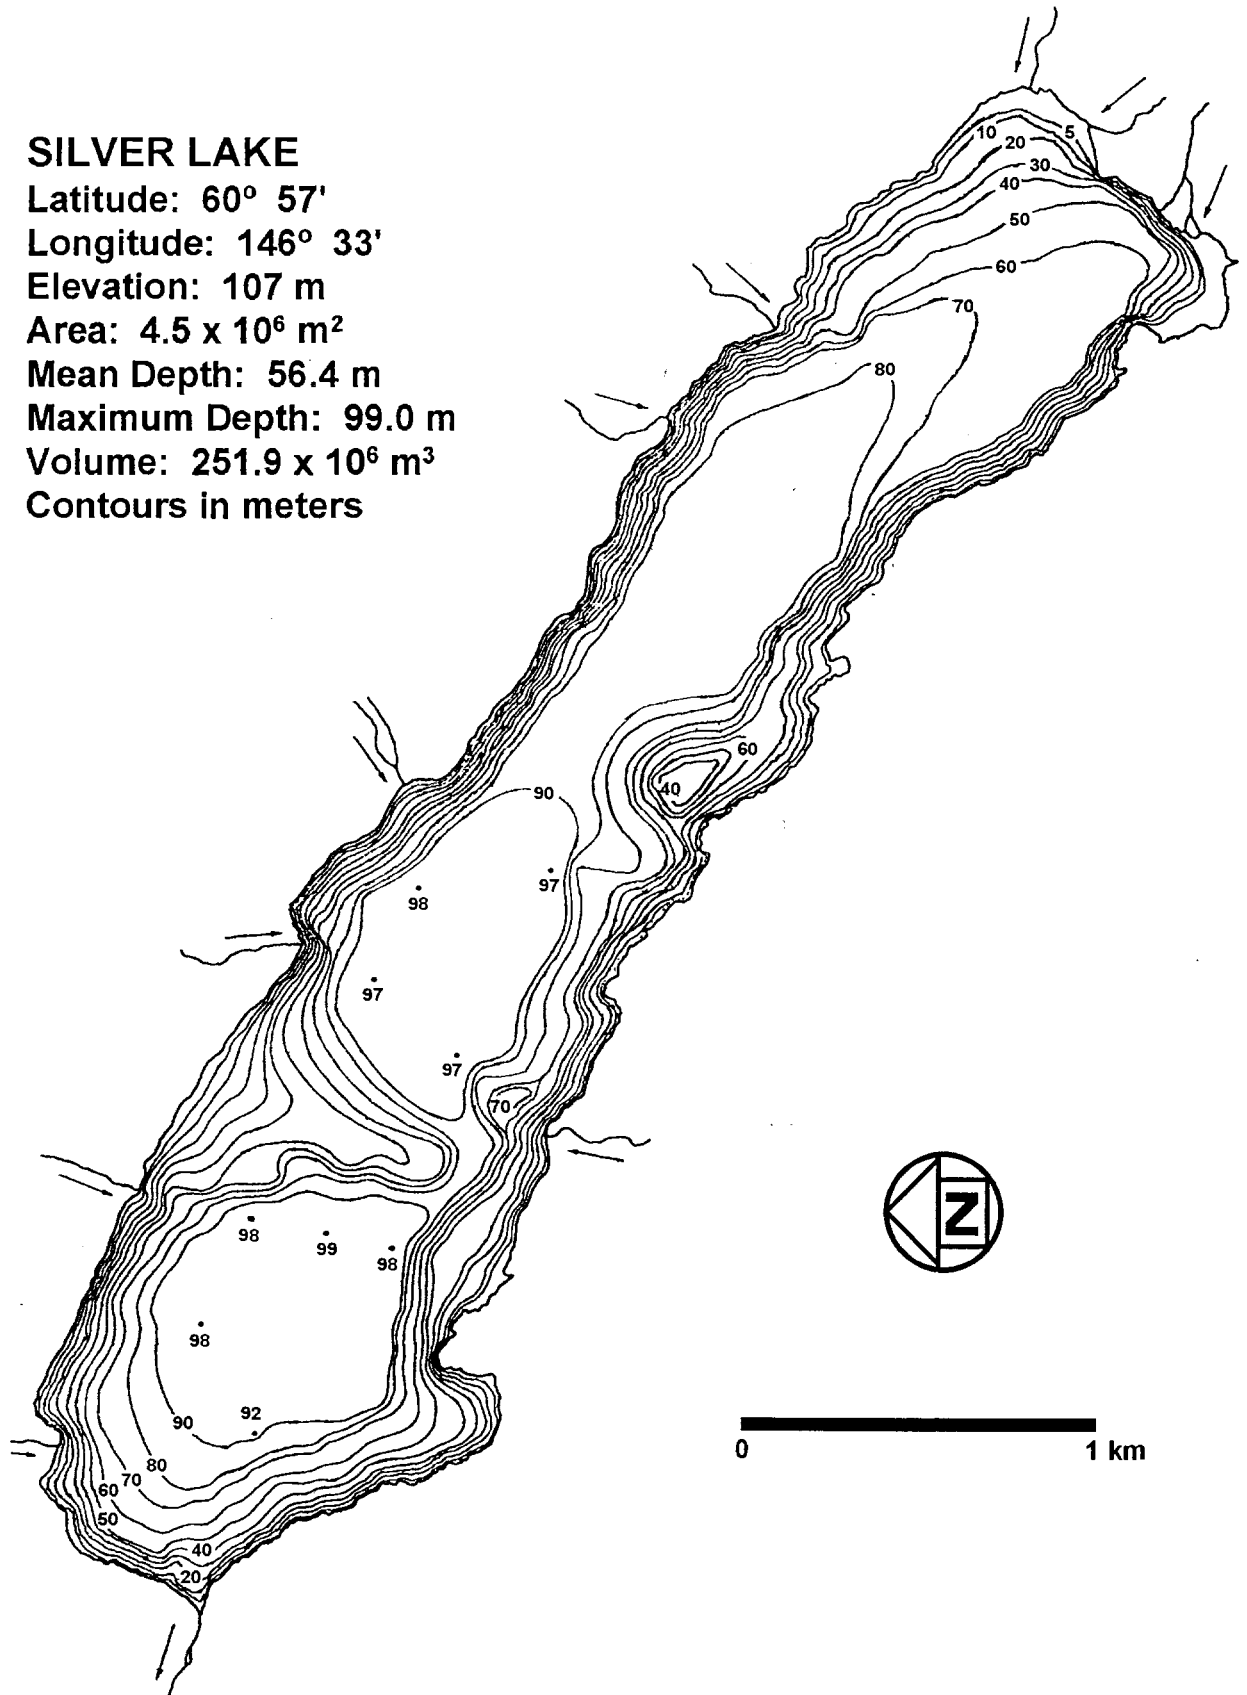 SILVER LAKE
Latitude: 60º 57'
Longitude: 146º 33'
Elevation: 107 m
Area: 4.5 x 10⁶ m²
Mean Depth: 56.4 m
Maximum Depth: 99.0 m
Volume: 251.9 x 10⁶ m³
Contours in meters
10
5
20
30
40
50
60
70
80
60
40
90
97
98
97
97
70
98
99
98
98
92
90
80
70
60
50
40
20
N
0
1 km